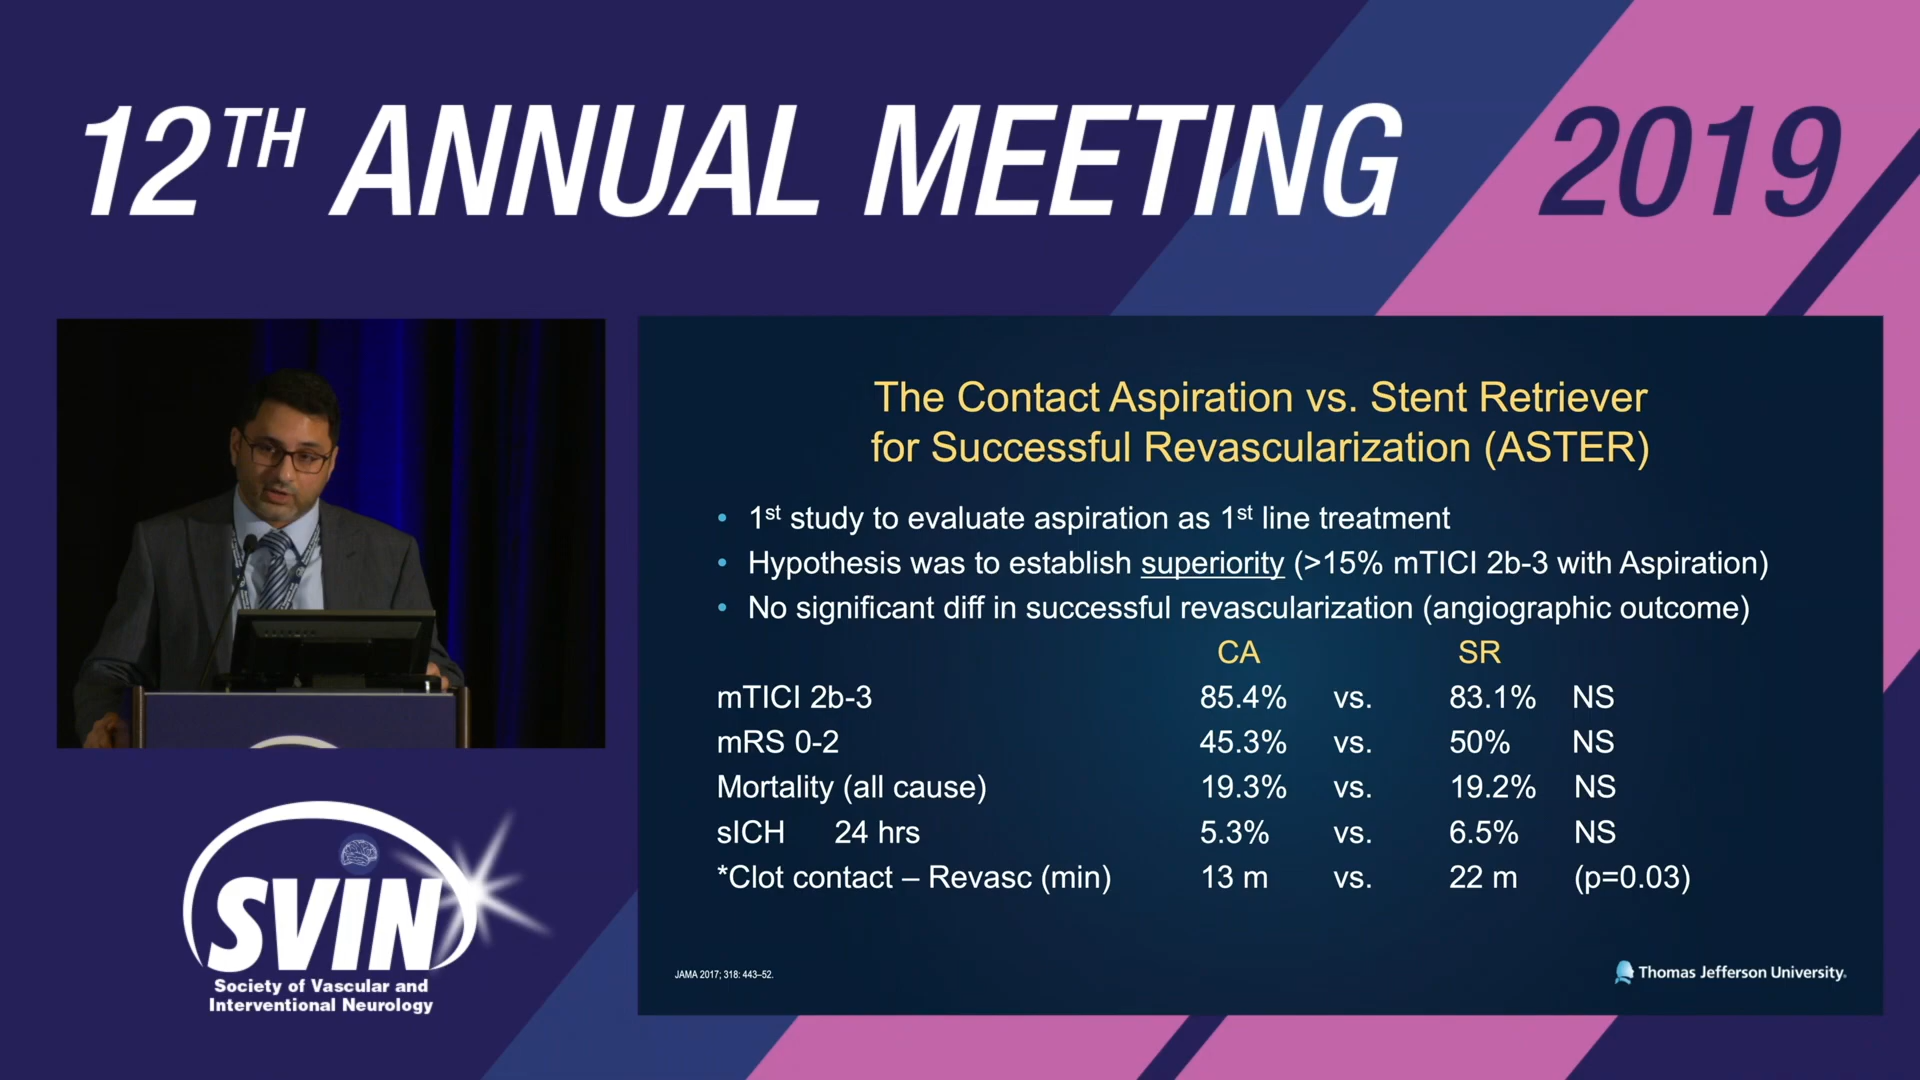 12TH ANNUAL MEETING 2019
The Contact Aspiration vs. Stent Retriever
for Successful Revascularization (ASTER)
• 1st study to evaluate aspiration as 1st line treatment
• Hypothesis was to establish superiority (>15% mTICI 2b-3 with Aspiration)
• No significant diff in successful revascularization (angiographic outcome)
CA SR
mTICI 2b-3 85.4% vs. 83.1% NS
mRS 0-2 45.3% vs. 50% NS
Mortality (all cause) 19.3% vs. 19.2% NS
sICH 24 hrs 5.3% vs. 6.5% NS
*Clot contact – Revasc (min) 13 m vs. 22 m (p=0.03)
JAMA 2017; 318: 443–52.
Thomas Jefferson University.
SVIN
Society of Vascular and
Interventional Neurology